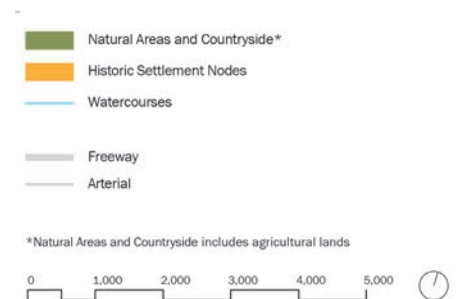 Natural Areas and Countryside*
Historic Settlement Nodes
Watercourses
Freeway
Arterial
*Natural Areas and Countryside includes agricultural lands
0 1,000 2,000 3,000 4,000 5,000